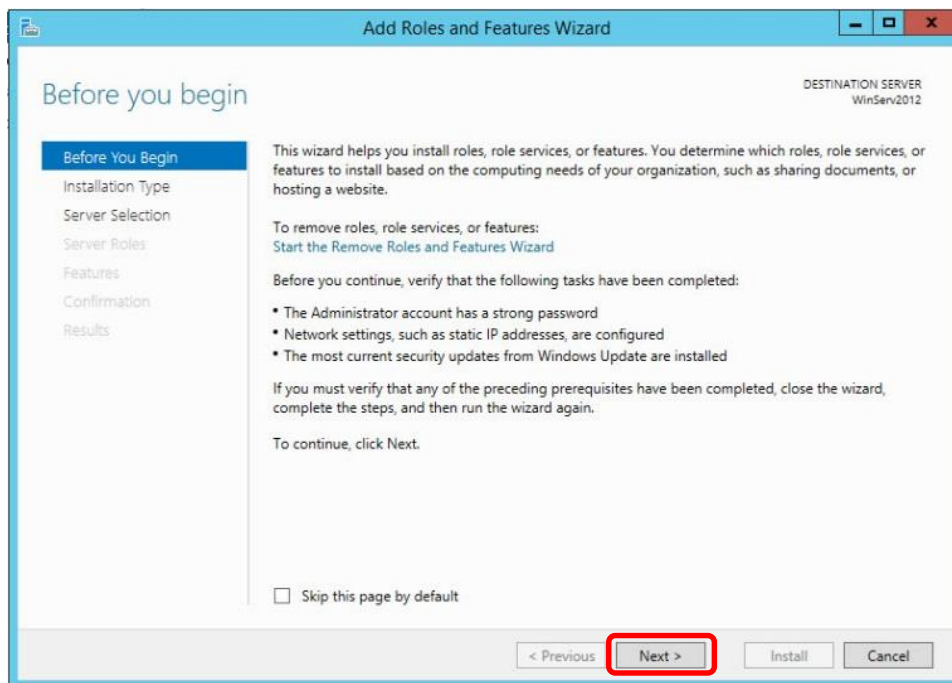 Add Roles and Features Wizard
Before you begin
DESTINATION SERVER
WinServ2012
Before You Begin
Installation Type
Server Selection
Server Roles
Features
Confirmation
Results
This wizard helps you install roles, role services, or features. You determine which roles, role services, or
features to install based on the computing needs of your organization, such as sharing documents, or
hosting a website.
To remove roles, role services, or features:
Start the Remove Roles and Features Wizard
Before you continue, verify that the following tasks have been completed:
• The Administrator account has a strong password
• Network settings, such as static IP addresses, are configured
• The most current security updates from Windows Update are installed
If you must verify that any of the preceding prerequisites have been completed, close the wizard,
complete the steps, and then run the wizard again.
To continue, click Next.
Skip this page by default
< Previous
Next >
Install
Cancel